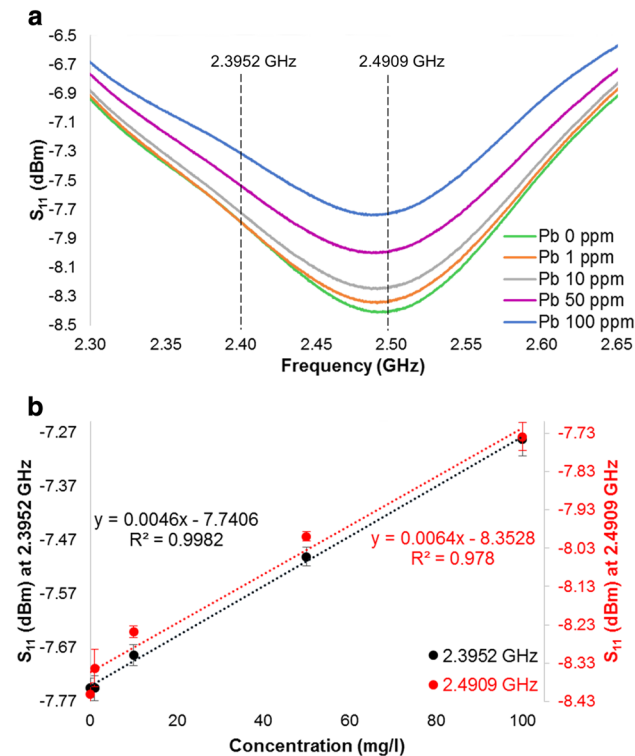 a
-6.5
-6.7
-6.9
-7.1
-7.3
-7.5
-7.7
-7.9
-8.1
-8.3
-8.5
S₁₁ (dBm)
2.3952 GHz
2.4909 GHz
Pb 0 ppm
Pb 1 ppm
Pb 10 ppm
Pb 50 ppm
Pb 100 ppm
2.30 2.35 2.40 2.45 2.50 2.55 2.60 2.65
Frequency (GHz)
b
-7.27
-7.37
-7.47
-7.57
-7.67
-7.77
S₁₁ (dBm) at 2.3952 GHz
y = 0.0046x - 7.7406
R² = 0.9982
y = 0.0064x - 8.3528
R² = 0.978
2.3952 GHz
2.4909 GHz
-7.73
-7.83
-7.93
-8.03
-8.13
-8.23
-8.33
-8.43
S₁₁ (dBm) at 2.4909 GHz
0 20 40 60 80 100
Concentration (mg/l)